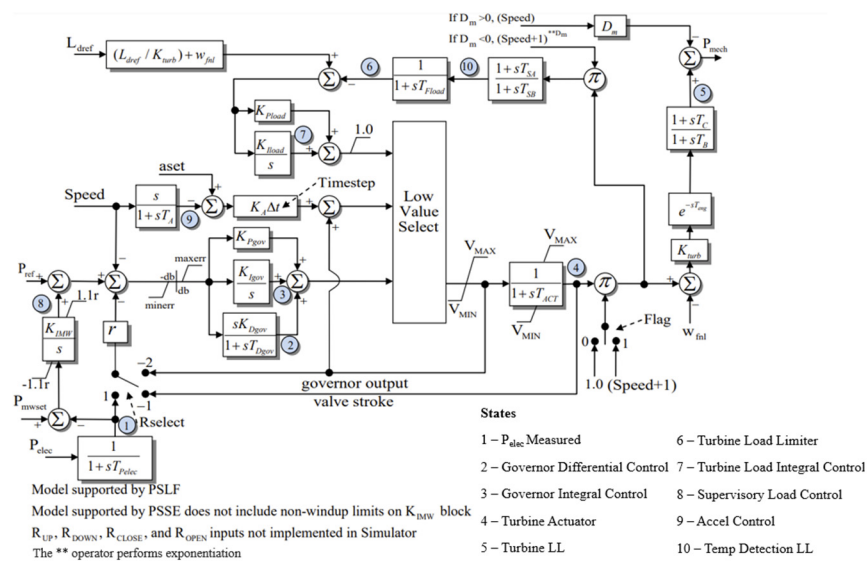 If D_m >0, (Speed)
D_m
If D_m <0, (Speed+1)^**D_m
P_mech
L_dref
(L_dref / K_turb) + w_fnl
Σ
6
1
1 + sT_Fload
10
1 + sT_SA
1 + sT_SB
π
Σ
5
K_Pload
K_Iload
s
7
Σ
1.0
1 + sT_C
1 + sT_B
aset
Timestep
Speed
s
1 + sT_A
9
Σ
K_A Δt
Σ
Low
Value
Select
e^-sT_eng
K_turb
K_Pgov
K_Igov
s
3
Σ
sK_Dgov
1 + sT_Dgov
2
maxerr
-db
db
minerr
P_ref
Σ
Σ
8
1.1r
K_IMW
s
-1.1r
r
V_MAX
V_MIN
V_MAX
1
1 + sT_ACT
V_MIN
4
π
Σ
w_fnl
Flag
0
1
1.0 (Speed+1)
−2
governor output
1
−1
valve stroke
P_mwset
Σ
1
Rselect
P_elec
1
1 + sT_Pelec
States
1 – P_elec Measured
2 – Governor Differential Control
3 – Governor Integral Control
4 – Turbine Actuator
5 – Turbine LL
6 – Turbine Load Limiter
7 – Turbine Load Integral Control
8 – Supervisory Load Control
9 – Accel Control
10 – Temp Detection LL
Model supported by PSLF
Model supported by PSSE does not include non-windup limits on K_IMW block
R_UP, R_DOWN, R_CLOSE, and R_OPEN inputs not implemented in Simulator
The ** operator performs exponentiation